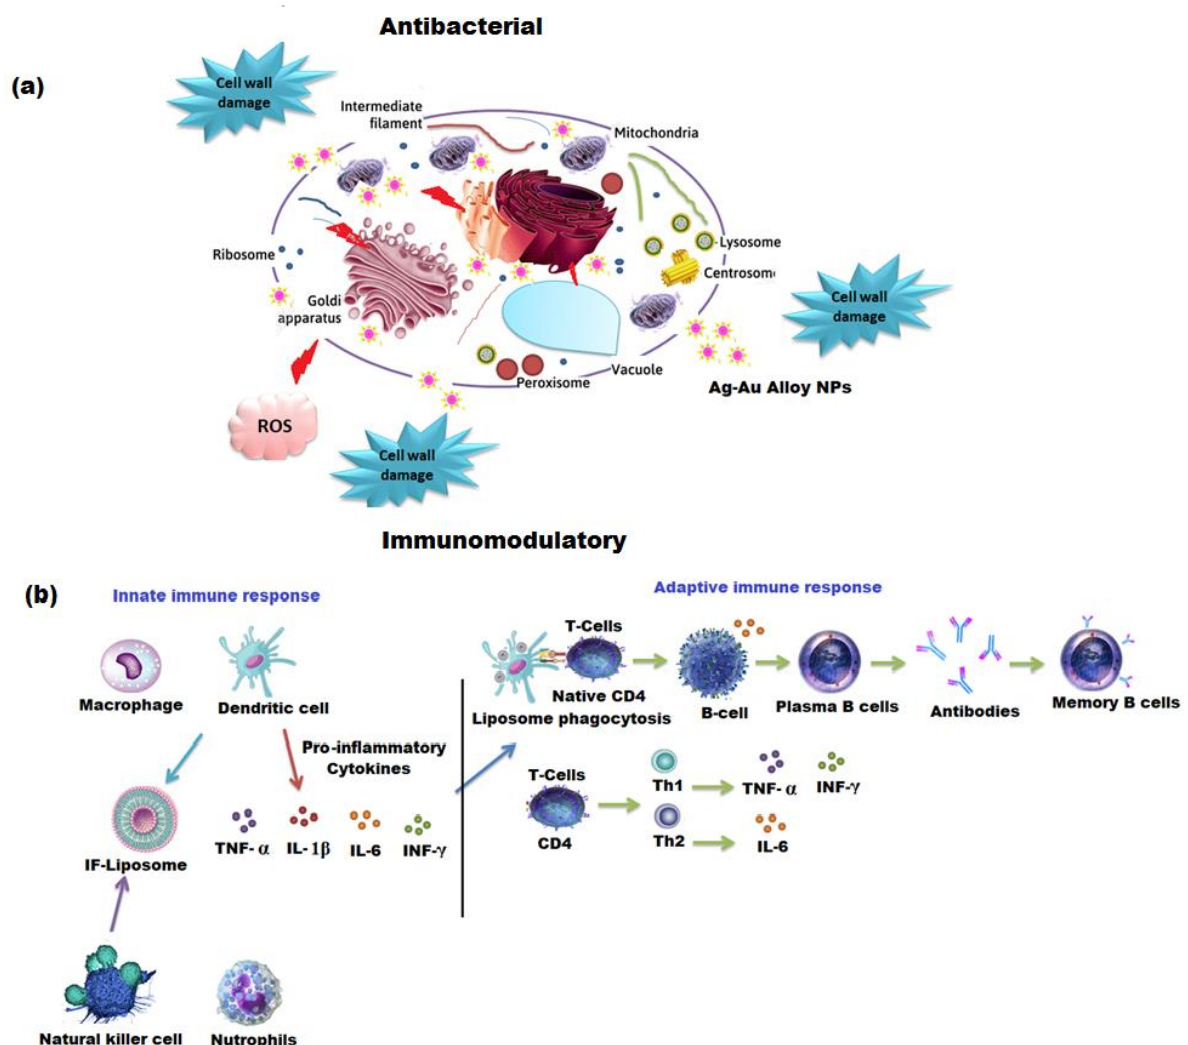 Antibacterial
(a)
Cell wall
damage
Intermediate
filament
Mitochondria
Ribosome
Lysosome
Centrosom
Goldi
apparatus
Cell wall
damage
Vacuole
Peroxisome
Ag-Au Alloy NPs
ROS
Cell wall
damage
Immunomodulatory
(b)
Innate immune response
Adaptive immune response
T-Cells
Macrophage
Dendritic cell
Native CD4
Liposome phagocytosis
B-cell
Plasma B cells
Antibodies
Memory B cells
Pro-inflammatory
Cytokines
T-Cells
Th1
TNF- α
INF-γ
CD4
Th2
IL-6
TNF- α
IL- 1β
IL-6
INF-γ
IF-Liposome
Natural killer cell
Nutrophils